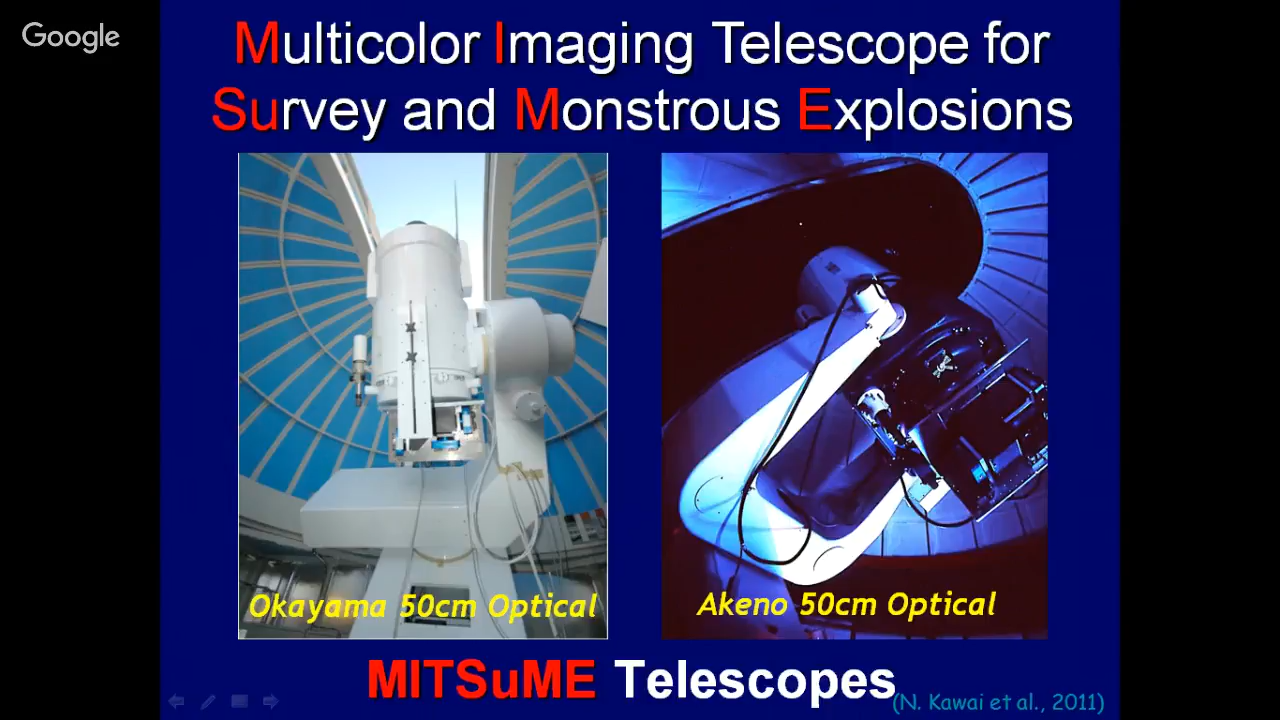 Google
Multicolor Imaging Telescope for
Survey and Monstrous Explosions
Okayama 50cm Optical
Akeno 50cm Optical
MITSuME Telescopes
(N. Kawai et al., 2011)